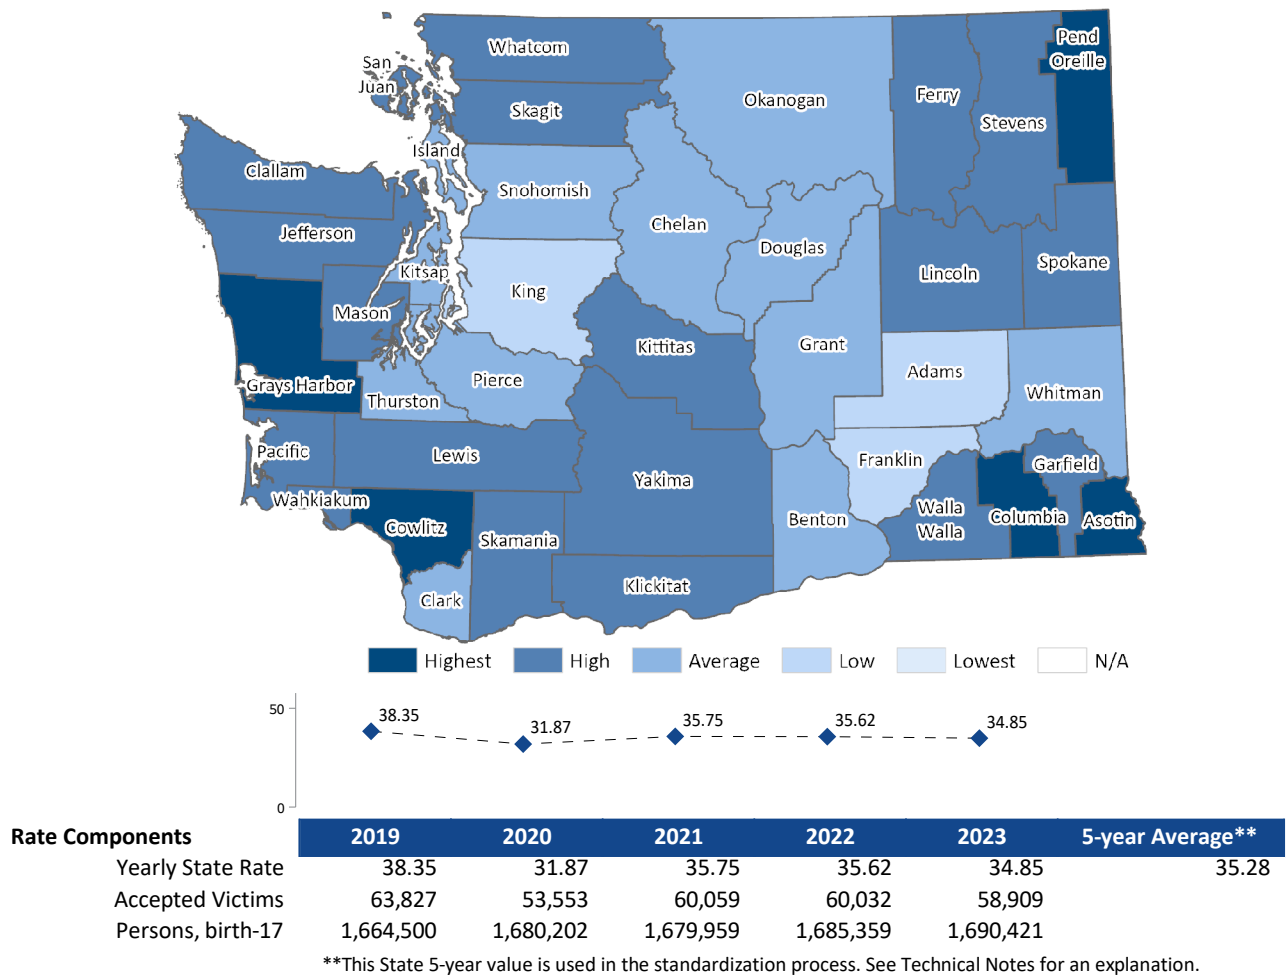 Whatcom
San
Juan
Skagit
Okanogan
Ferry
Pend
Oreille
Stevens
Island
Clallam
Snohomish
Chelan
Jefferson
Douglas
Kitsap
King
Lincoln
Spokane
Mason
Kittitas
Grant
Adams
Grays Harbor
Pierce
Thurston
Whitman
Pacific
Lewis
Franklin
Garfield
Yakima
Wahkiakum
Cowlitz
Benton
Walla
Walla
Columbia
Asotin
Skamania
Klickitat
Clark
Highest High Average Low Lowest N/A
50
38.35 31.87 35.75 35.62 34.85
0
Rate Components 2019 2020 2021 2022 2023 5-year Average**
Yearly State Rate 38.35 31.87 35.75 35.62 34.85 35.28
Accepted Victims 63,827 53,553 60,059 60,032 58,909
Persons, birth-17 1,664,500 1,680,202 1,679,959 1,685,359 1,690,421
**This State 5-year value is used in the standardization process. See Technical Notes for an explanation.